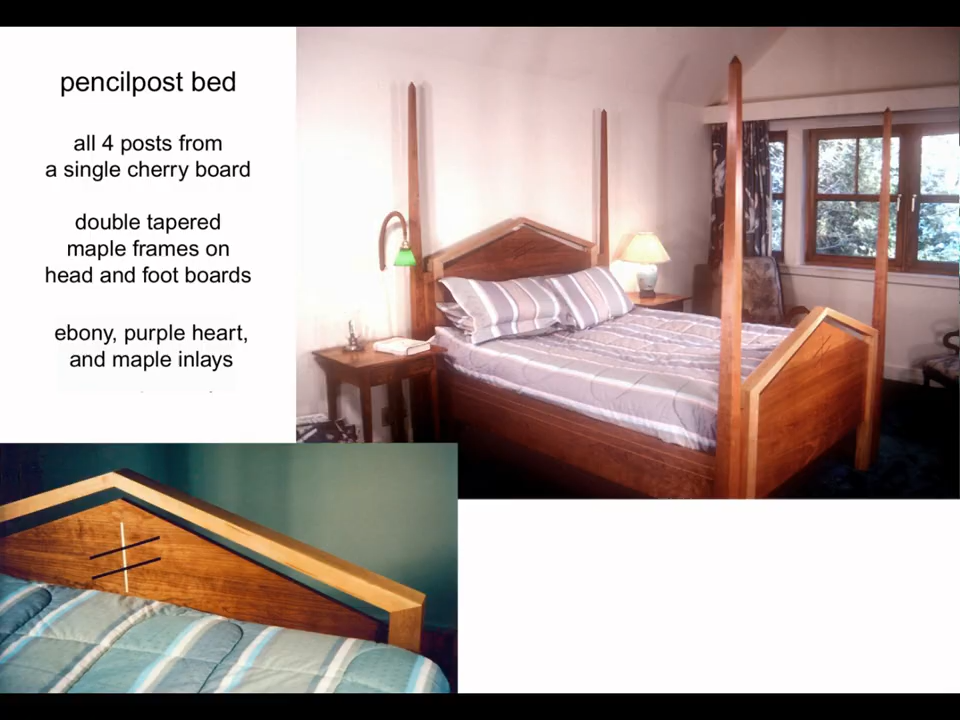 pencilpost bed
all 4 posts from
a single cherry board
double tapered
maple frames on
head and foot boards
ebony, purple heart,
and maple inlays